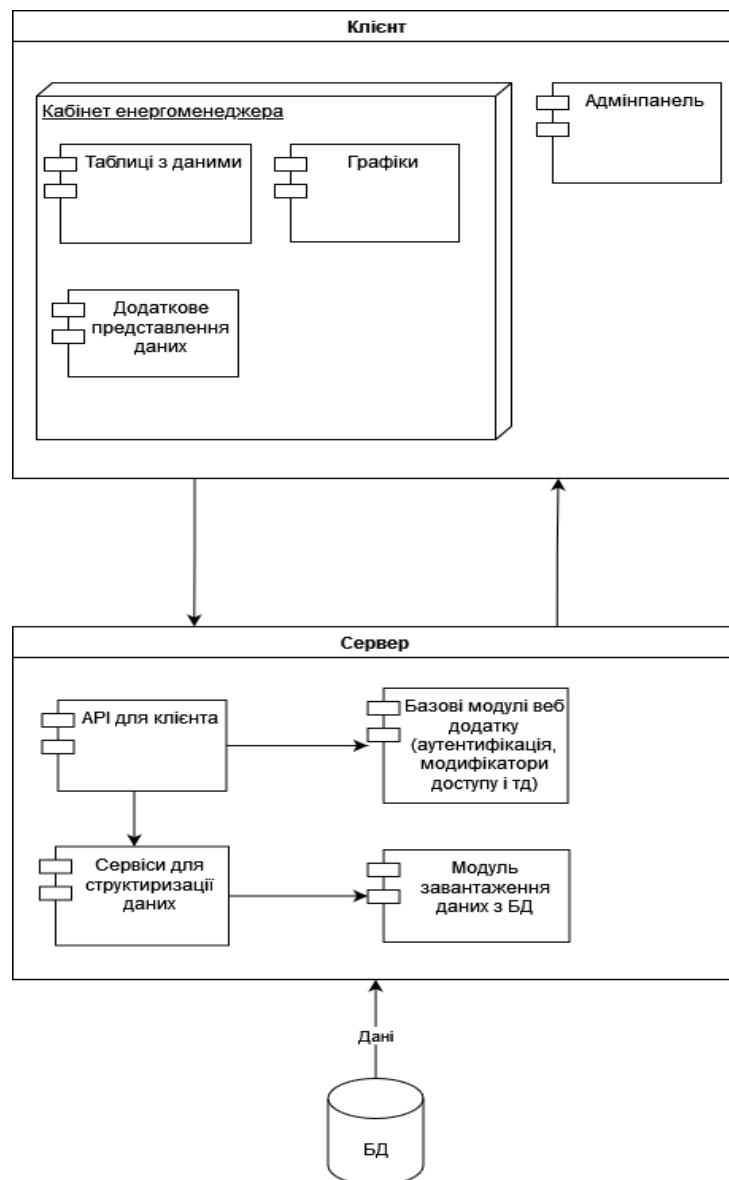 Клієнт
Кабінет енергоменеджера
Таблиці з даними
Графіки
Адмінпанель
Додаткове
представлення
даних
Сервер
API для клієнта
Базові модулі веб
додатку
(аутентифікація,
модифікатори
доступу і тд)
Сервіси для
структиризації
даних
Модуль
завантаження
даних з БД
Дані
БД